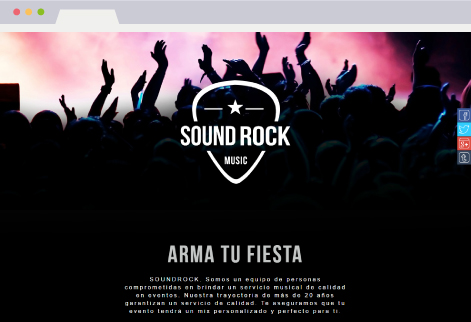 SOUND ROCK
MUSIC
ARMA TU FIESTA
SOUNDROCK. Somos un equipo de personas
comprometidas en brindar un servicio musical de calidad
en eventos. Nuestra trayectoria de más de 20 años
garantizan un servicio de calidad. Te aseguramos que tu
evento tendra un mix personalizado y perfecto para ti.